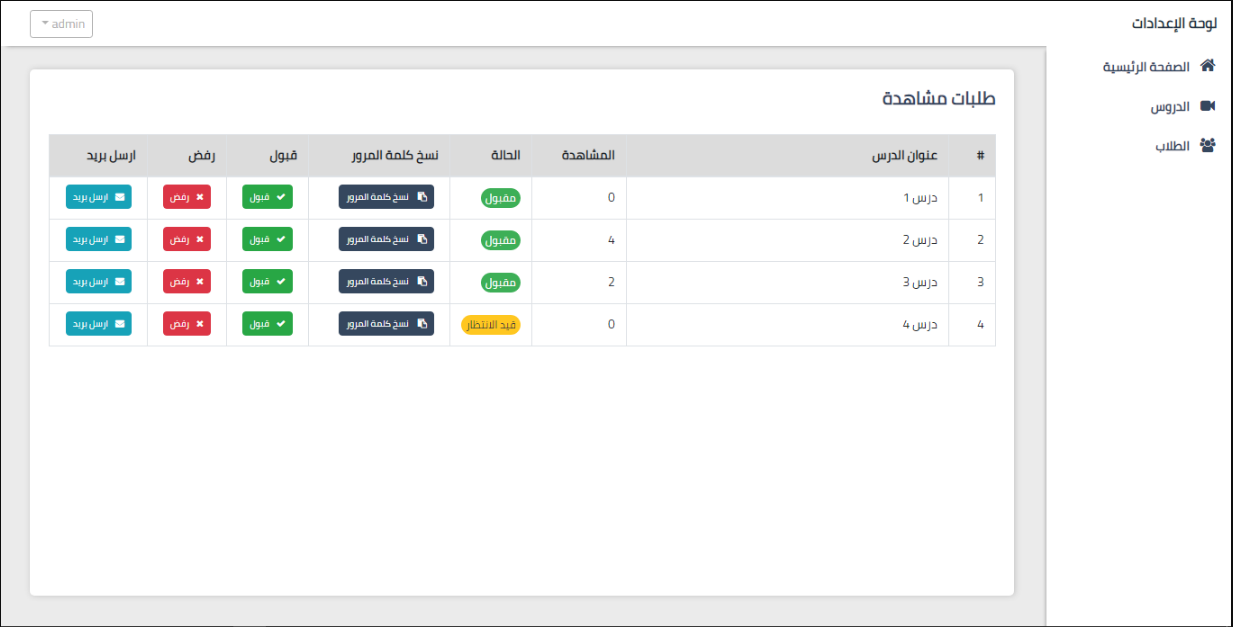 لوحة الإعدادات
admin
الصفحة الرئيسية
الدروس
الطلاب
طلبات مشاهدة
# عنوان الدرس المشاهدة الحالة نسخ كلمة المرور قبول رفض ارسل بريد
1 درس 1 0 مقبول نسخ كلمة المرور قبول رفض ارسل بريد
2 درس 2 4 مقبول نسخ كلمة المرور قبول رفض ارسل بريد
3 درس 3 2 مقبول نسخ كلمة المرور قبول رفض ارسل بريد
4 درس 4 0 قيد الانتظار نسخ كلمة المرور قبول رفض ارسل بريد